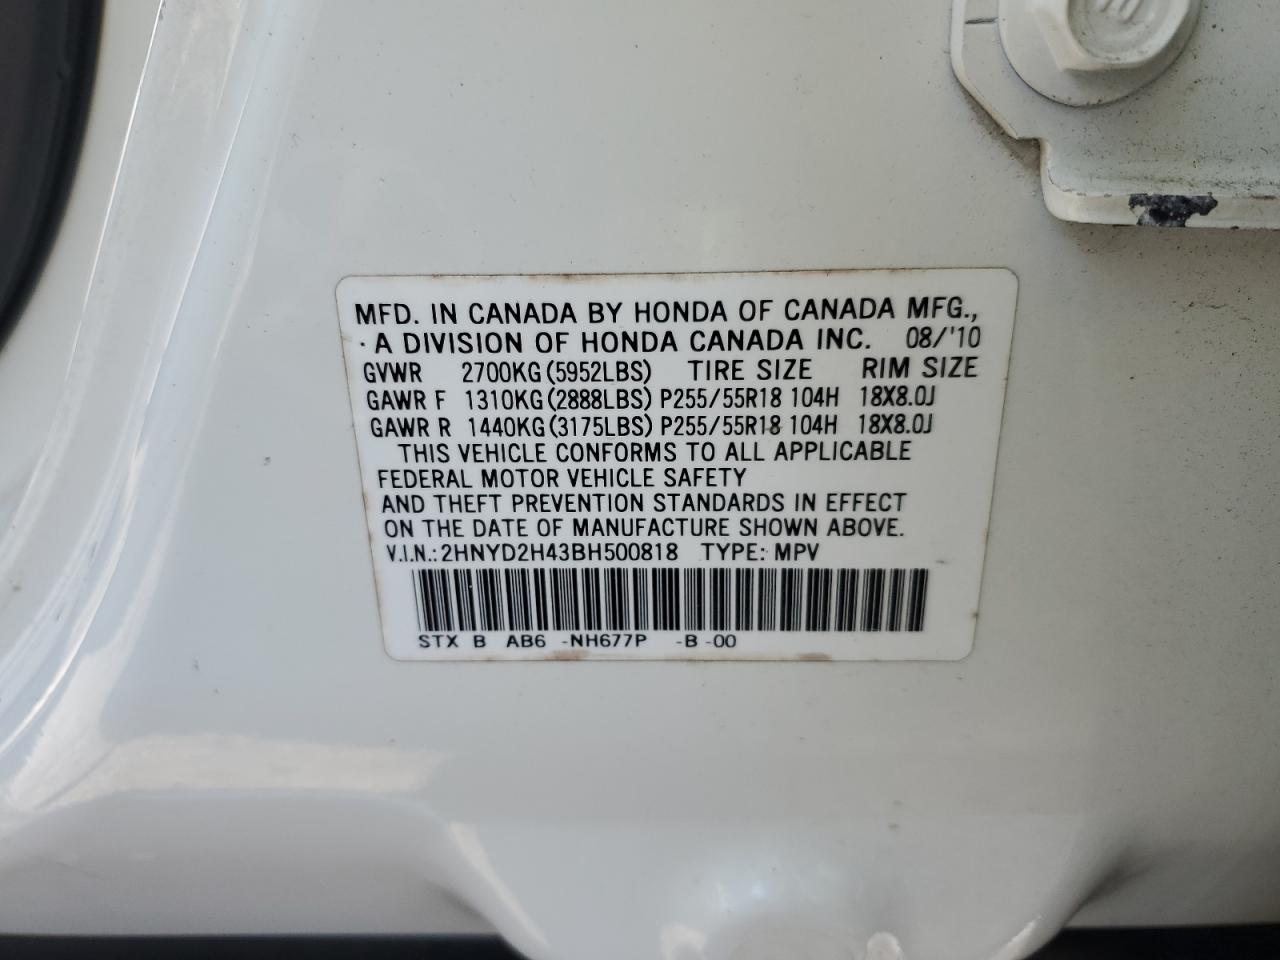 MFD. IN CANADA BY HONDA OF CANADA MFG.,
A DIVISION OF HONDA CANADA INC. 08/'10
GVWR 2700KG (5952LBS) TIRE SIZE RIM SIZE
GAWR F 1310KG (2888LBS) P255/55R18 104H 18X8.0J
GAWR R 1440KG (3175LBS) P255/55R18 104H 18X8.0J
THIS VEHICLE CONFORMS TO ALL APPLICABLE
FEDERAL MOTOR VEHICLE SAFETY
AND THEFT PREVENTION STANDARDS IN EFFECT
ON THE DATE OF MANUFACTURE SHOWN ABOVE.
V.I.N.: 2HNYD2H43BH500818 TYPE: MPV
STX B AB6 -NH677P -B -00